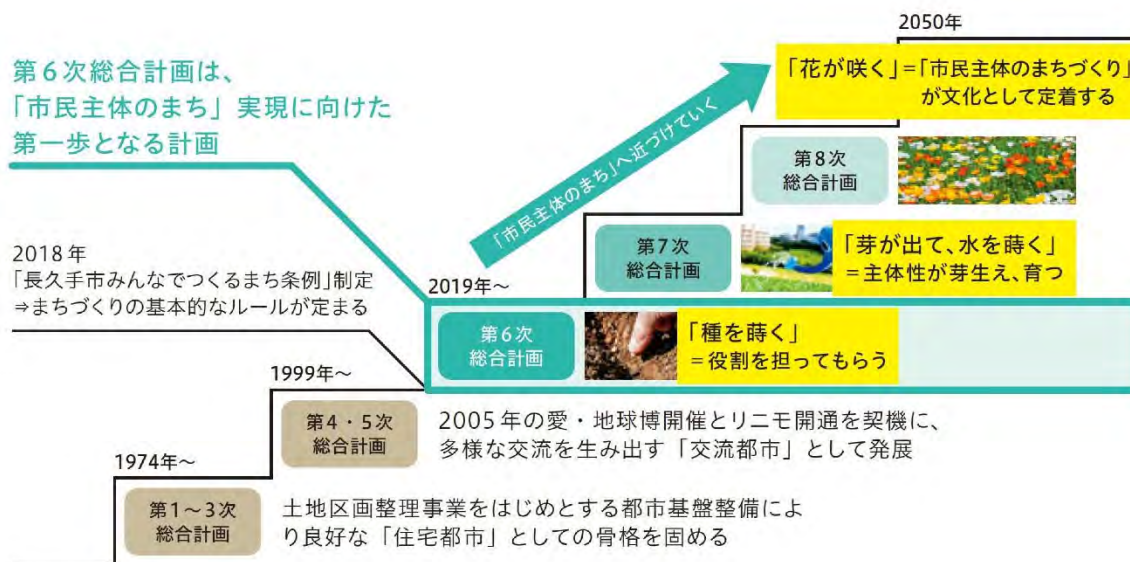 第6次総合計画は、
「市民主体のまち」実現に向けた
第一歩となる計画
2050年
「花が咲く」=「市民主体のまちづくり」
が文化として定着する
「市民主体のまち」へ近づけていく
第8次
総合計画
第7次
総合計画
「芽が出て、水を蒔く」
=主体性が芽生え、育つ
2018年
「長久手市みんなでつくるまち条例」制定
⇒まちづくりの基本的なルールが定まる
2019年～
第6次
総合計画
「種を蒔く」
=役割を担ってもらう
1999年～
第4・5次
総合計画
2005年の愛・地球博開催とリニモ開通を契機に、
多様な交流を生み出す「交流都市」として発展
1974年～
第1～3次
総合計画
土地区画整理事業をはじめとする都市基盤整備によ
り良好な「住宅都市」としての骨格を固める